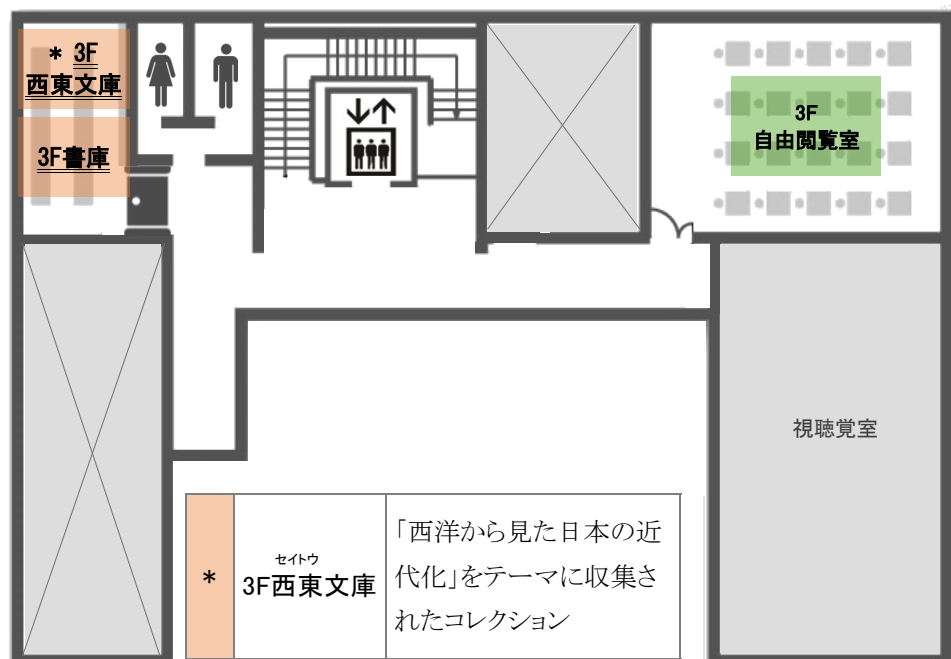 * 3F
西東文庫
3F書庫
3F
自由閲覧室
視聴覚室
*
セイトウ
3F西東文庫
「西洋から見た日本の近
代化」をテーマに収集さ
れたコレクション